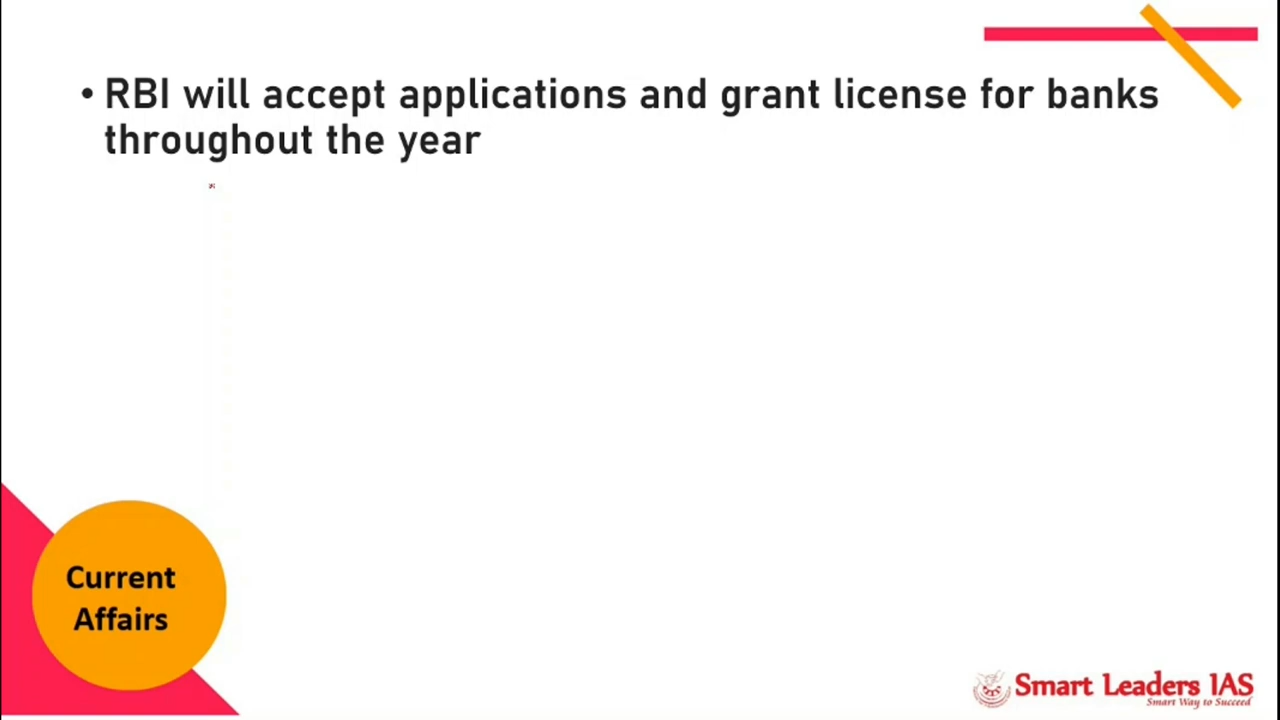 • RBI will accept applications and grant license for banks
throughout the year
Current
Affairs
Smart Leaders IAS
Smart Way to Succeed